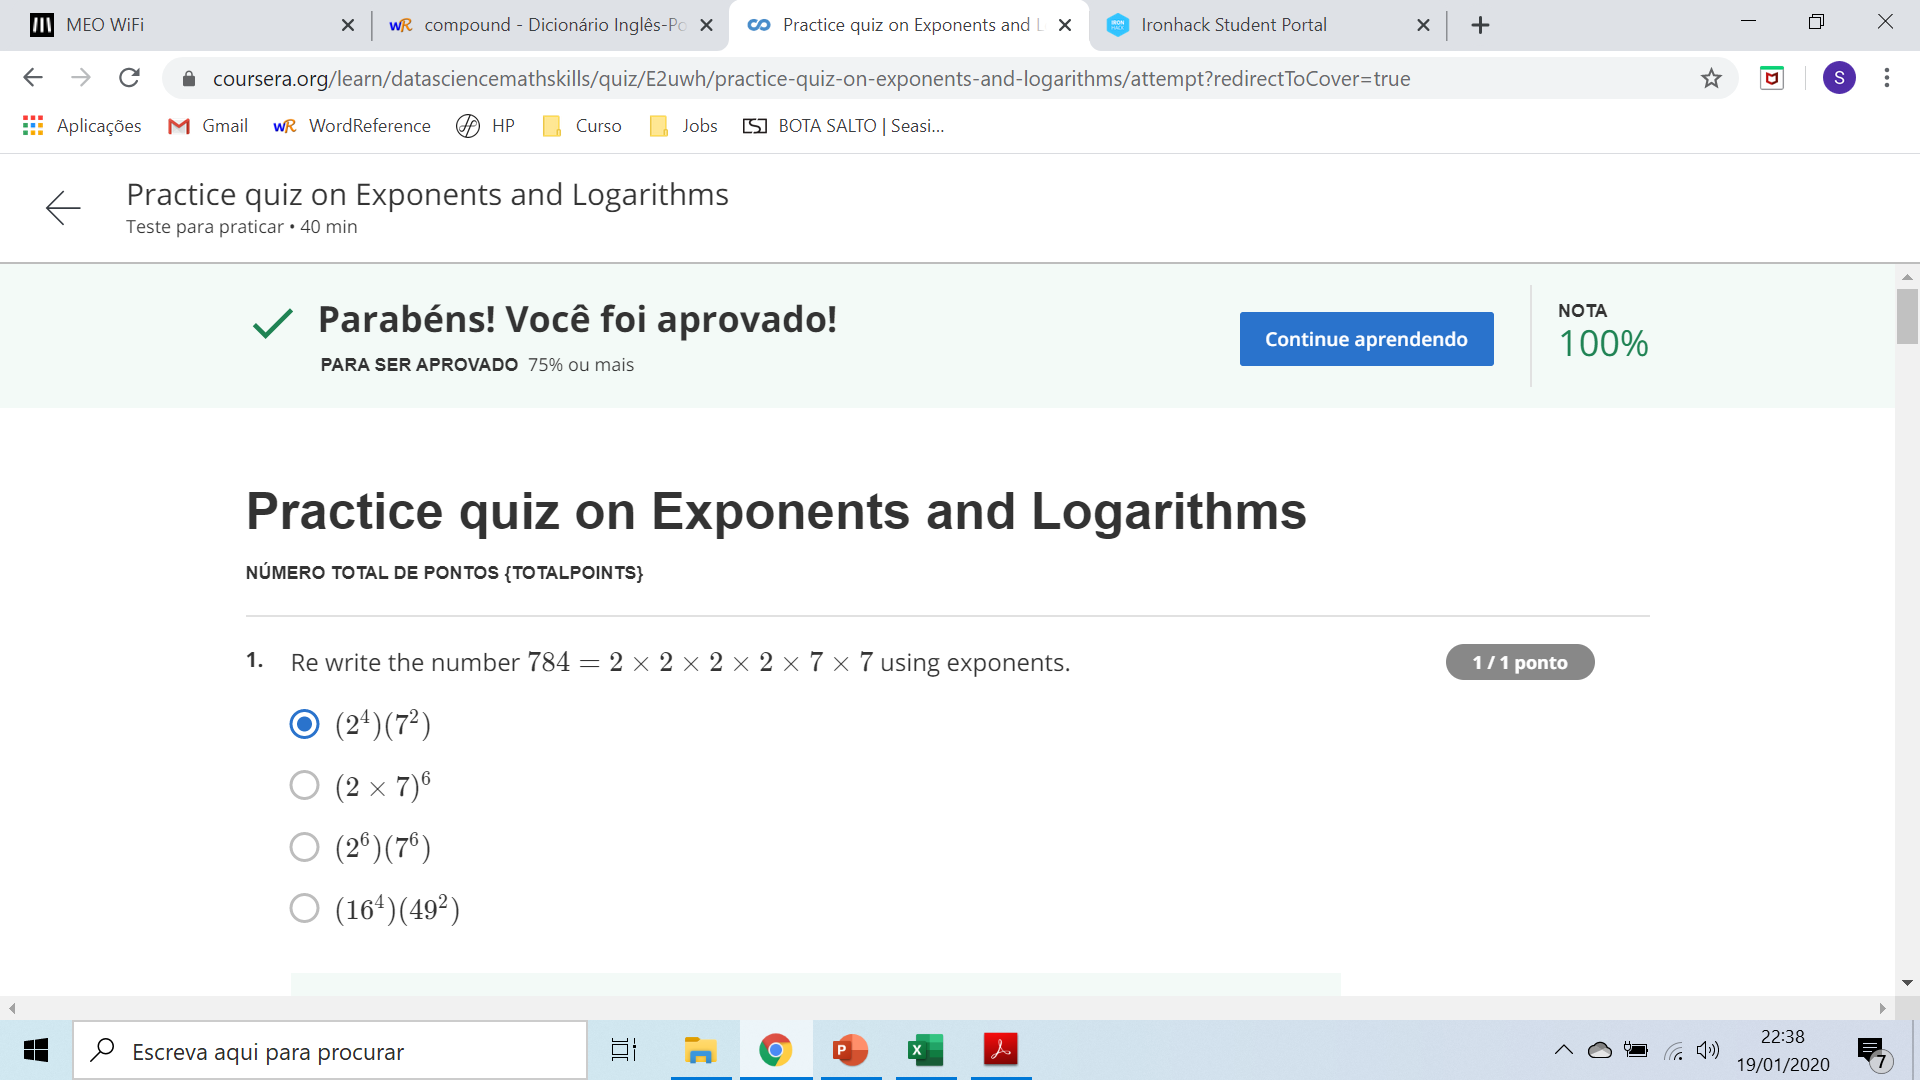 MEO WiFi
compound - Dicionário Inglês-Po
Practice quiz on Exponents and L
Ironhack Student Portal
coursera.org/learn/datasciencemathskills/quiz/E2uwh/practice-quiz-on-exponents-and-logarithms/attempt?redirectToCover=true
S
Aplicações
Gmail
WordReference
HP
Curso
Jobs
BOTA SALTO | Seasi...
Practice quiz on Exponents and Logarithms
Teste para praticar • 40 min
Parabéns! Você foi aprovado!
PARA SER APROVADO 75% ou mais
Continue aprendendo
NOTA
100%
Practice quiz on Exponents and Logarithms
NÚMERO TOTAL DE PONTOS {TOTALPOINTS}
1. Re write the number 784 = 2 × 2 × 2 × 2 × 7 × 7 using exponents.
1 / 1 ponto
(2⁴)(7²)
(2 × 7)⁶
(2⁶)(7⁶)
(16⁴)(49²)
Escreva aqui para procurar
22:38
19/01/2020
7